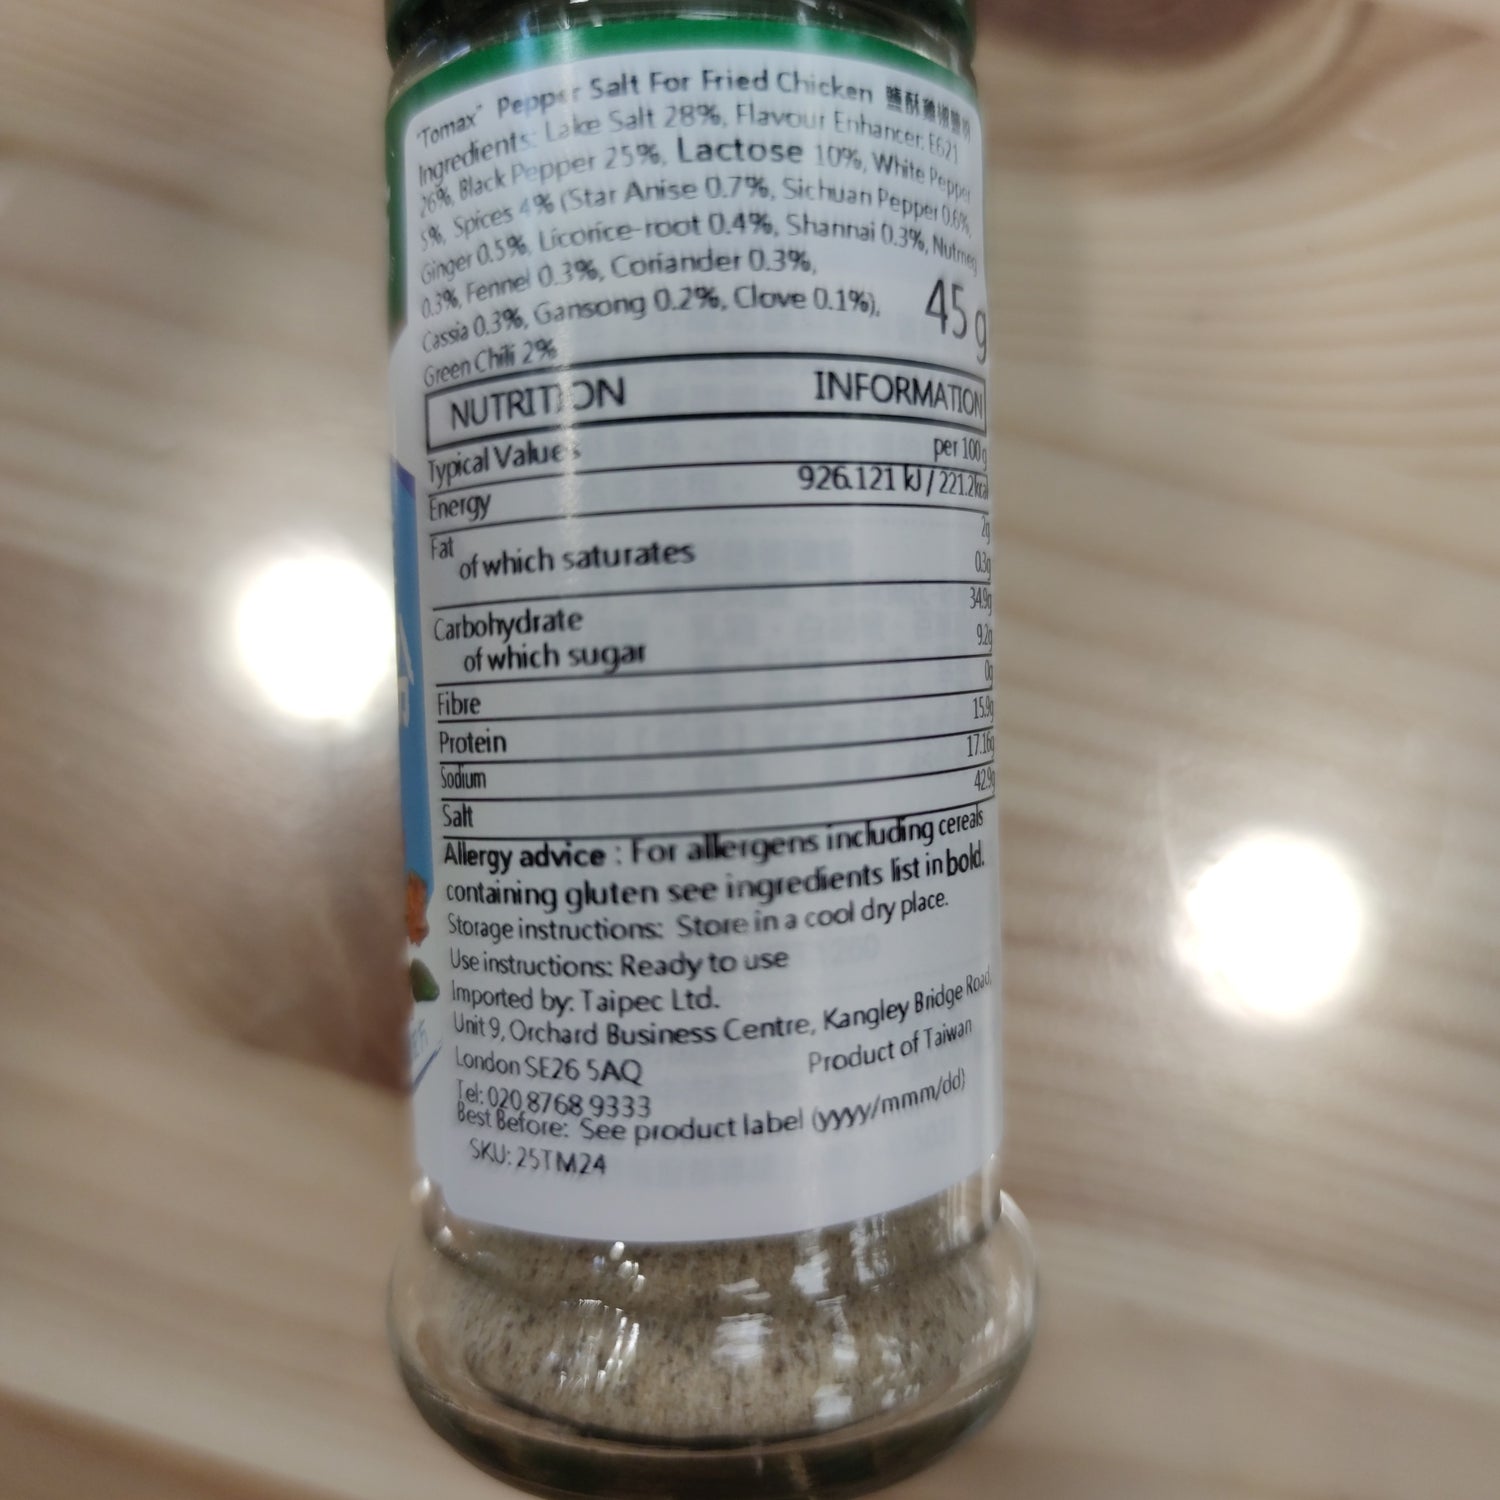 "Tomax" Pepper Salt For Fried Chicken 鹽酥雞椒鹽粉
Ingredients: Lake Salt 28%, Flavour Enhancer: E621
26%, Black Pepper 25%, Lactose 10%, White Pepper
5%, Spices 4% (Star Anise 0.7%, Sichuan Pepper 0.6%,
Ginger 0.5%, Licorice-root 0.4%, Shannai 0.3%, Nutmeg
0.3%, Fennel 0.3%, Coriander 0.3%,
Cassia 0.3%, Gansong 0.2%, Clove 0.1%),
Green Chili 2%
45 g
NUTRITION INFORMATION
Typical Values per 100g
Energy 926.121 kJ / 221.2kcal
Fat 2g
of which saturates 0.3g
Carbohydrate 34.9g
of which sugar 9.2g
Fibre 0g
Protein 15.9g
Sodium 17.16g
Salt 42.9g
Allergy advice : For allergens including cereals
containing gluten see ingredients list in bold.
Storage instructions: Store in a cool dry place.
Use instructions: Ready to use
Imported by: Taipec Ltd.
Unit 9, Orchard Business Centre, Kangley Bridge Road,
London SE26 5AQ
Product of Taiwan
Tel: 020 8768 9333
Best Before: See product label (yyyy/mmm/dd)
SKU: 25TM24